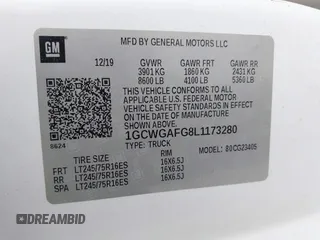 GM
MFD BY GENERAL MOTORS LLC
12/19
GVWR GAWR FRT GAWR RR
3901 KG 1860 KG 2431 KG
8600 LB 4100 LB 5360 LB
THIS VEHICLE CONFORMS TO ALL
APPLICABLE U.S. FEDERAL MOTOR
VEHICLE SAFETY STANDARDS IN EFFECT ON
THE DATE OF MANUFACTURE SHOWN ABOVE.
1GCWGAFG8L1173280
TYPE: TRUCK
8624
TIRE SIZE RIM 80CG23405
FRT LT245/75R16ES 16X6.5J
RR LT245/75R16ES 16X6.5J
SPA LT245/75R16ES 16X6.5J
DREAMBID